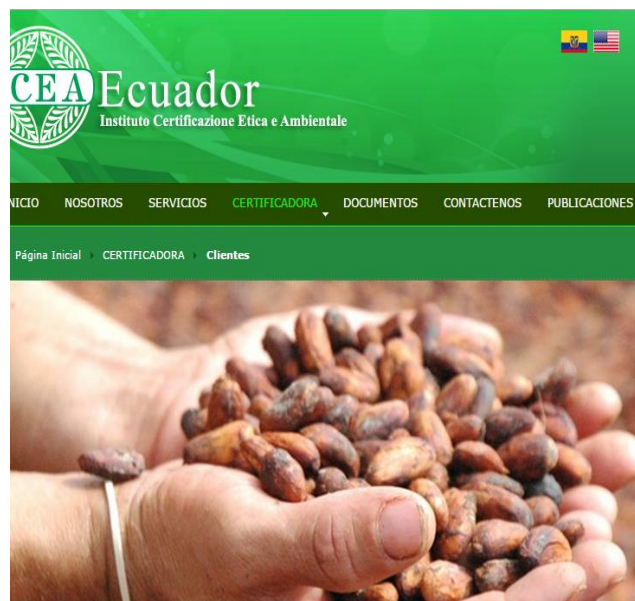 CEA Ecuador
Instituto Certificazione Etica e Ambientale
NICIO NOSOTROS SERVICIOS CERTIFICADORA DOCUMENTOS CONTACTENOS PUBLICACIONES
Página Inicial CERTIFICADORA Clientes